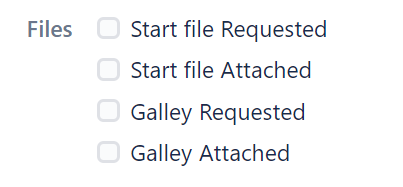 Files Start file Requested
Start file Attached
Galley Requested
Galley Attached